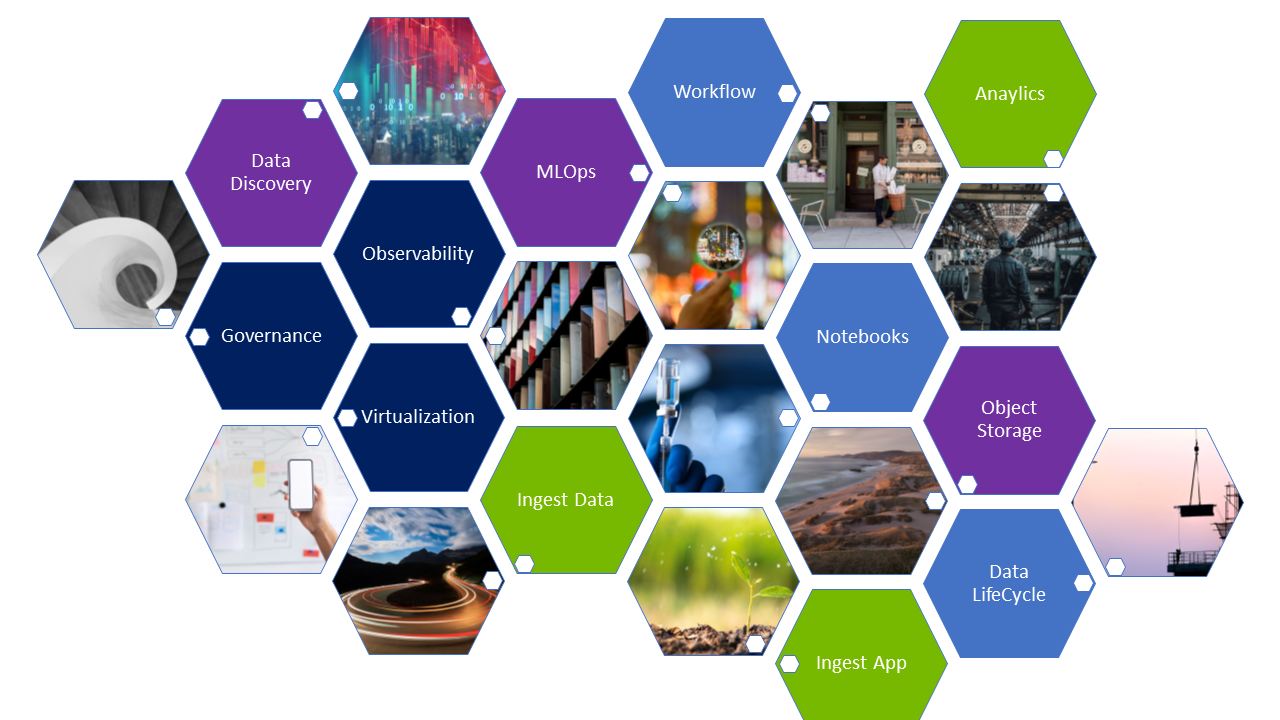 Workflow
Anaylics
Data
Discovery
MLOps
Observability
Governance
Notebooks
Virtualization
Object
Storage
Ingest Data
Data
LifeCycle
Ingest App